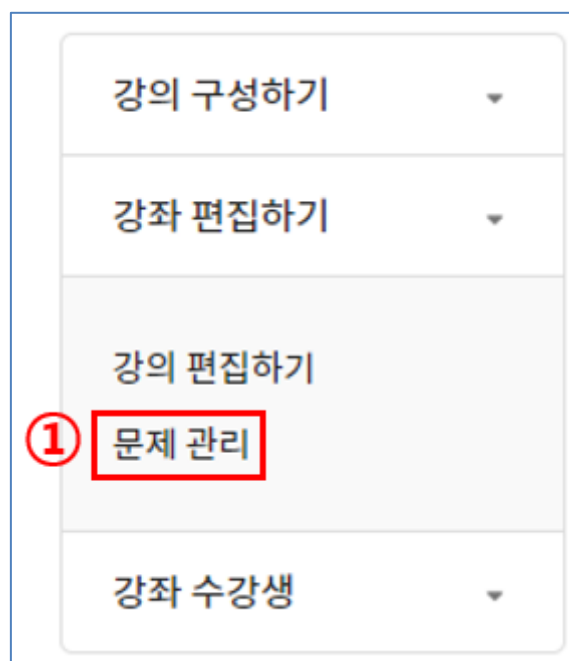 강의 구성하기
강좌 편집하기
강의 편집하기
① 문제 관리
강좌 수강생